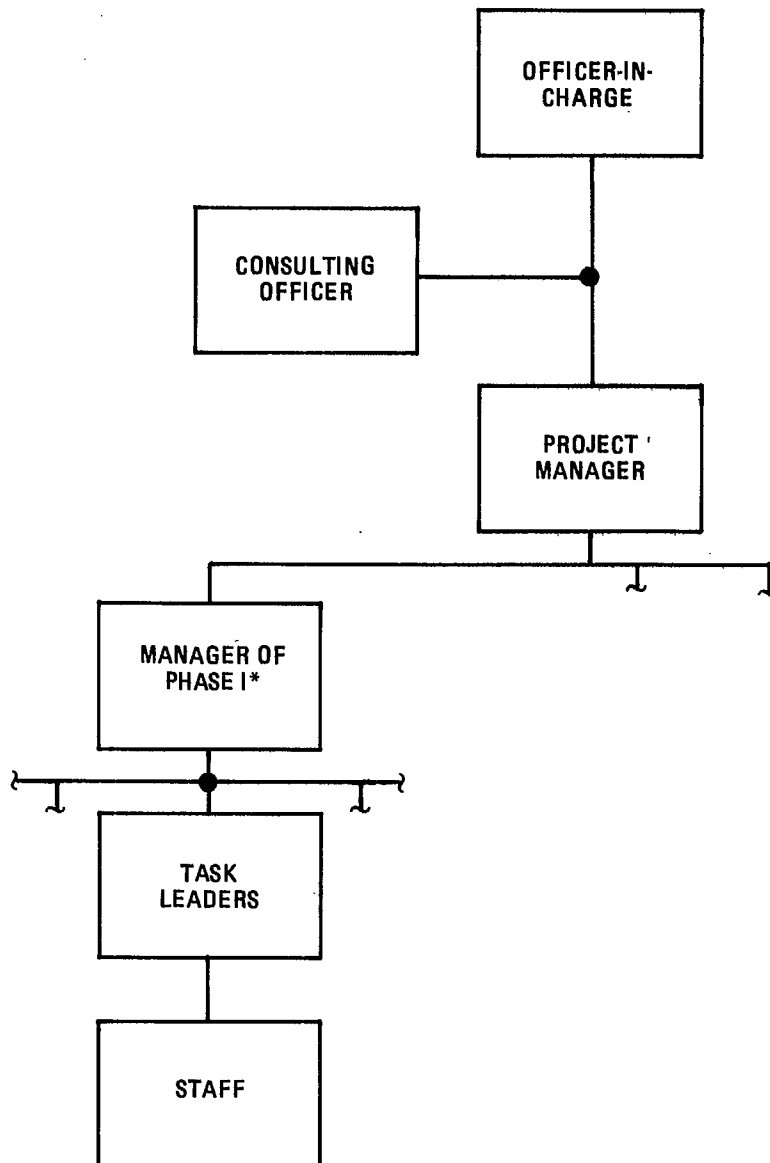 OFFICER-IN-
CHARGE
CONSULTING
OFFICER
PROJECT
MANAGER
MANAGER OF
PHASE I*
TASK
LEADERS
STAFF